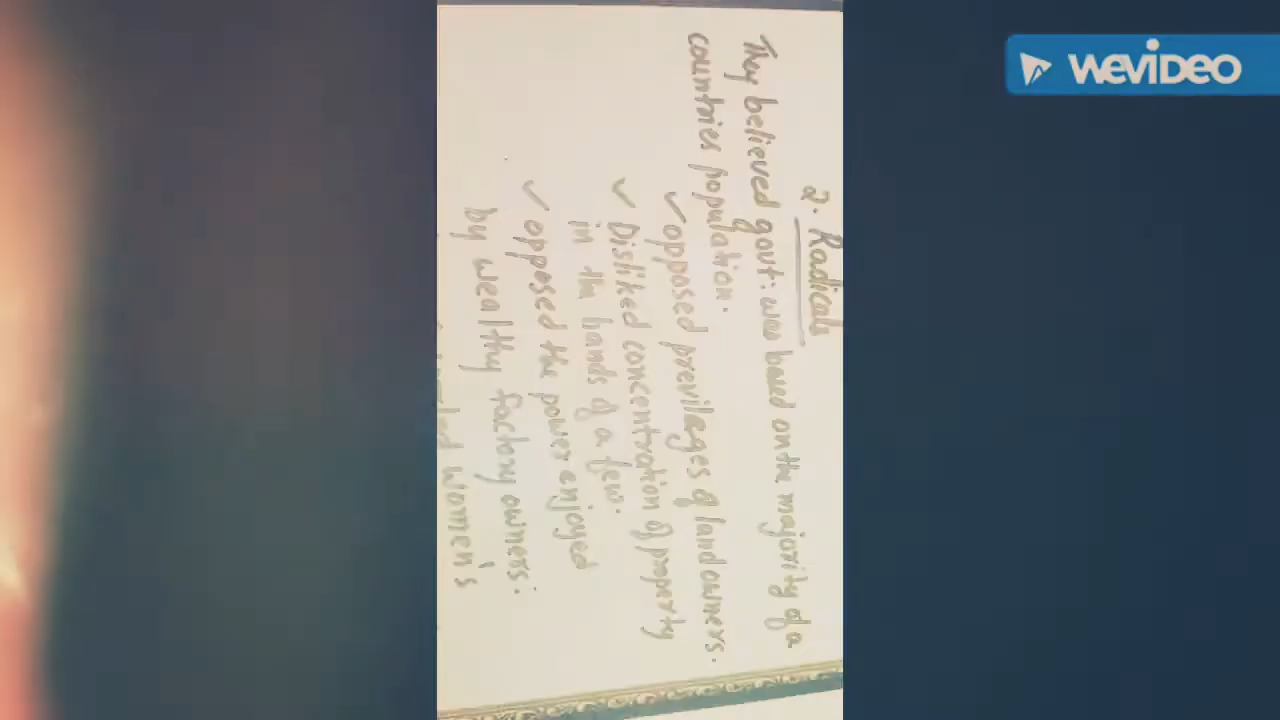 WEVIDEO
2. Radicals
They believed govt: was based on the majority of a
countries population.
✓ opposed previlages of landowners.
✓ Disliked concentration of property
in the hands of a few.
✓ opposed the power enjoyed
by wealthy factory owners.
women's